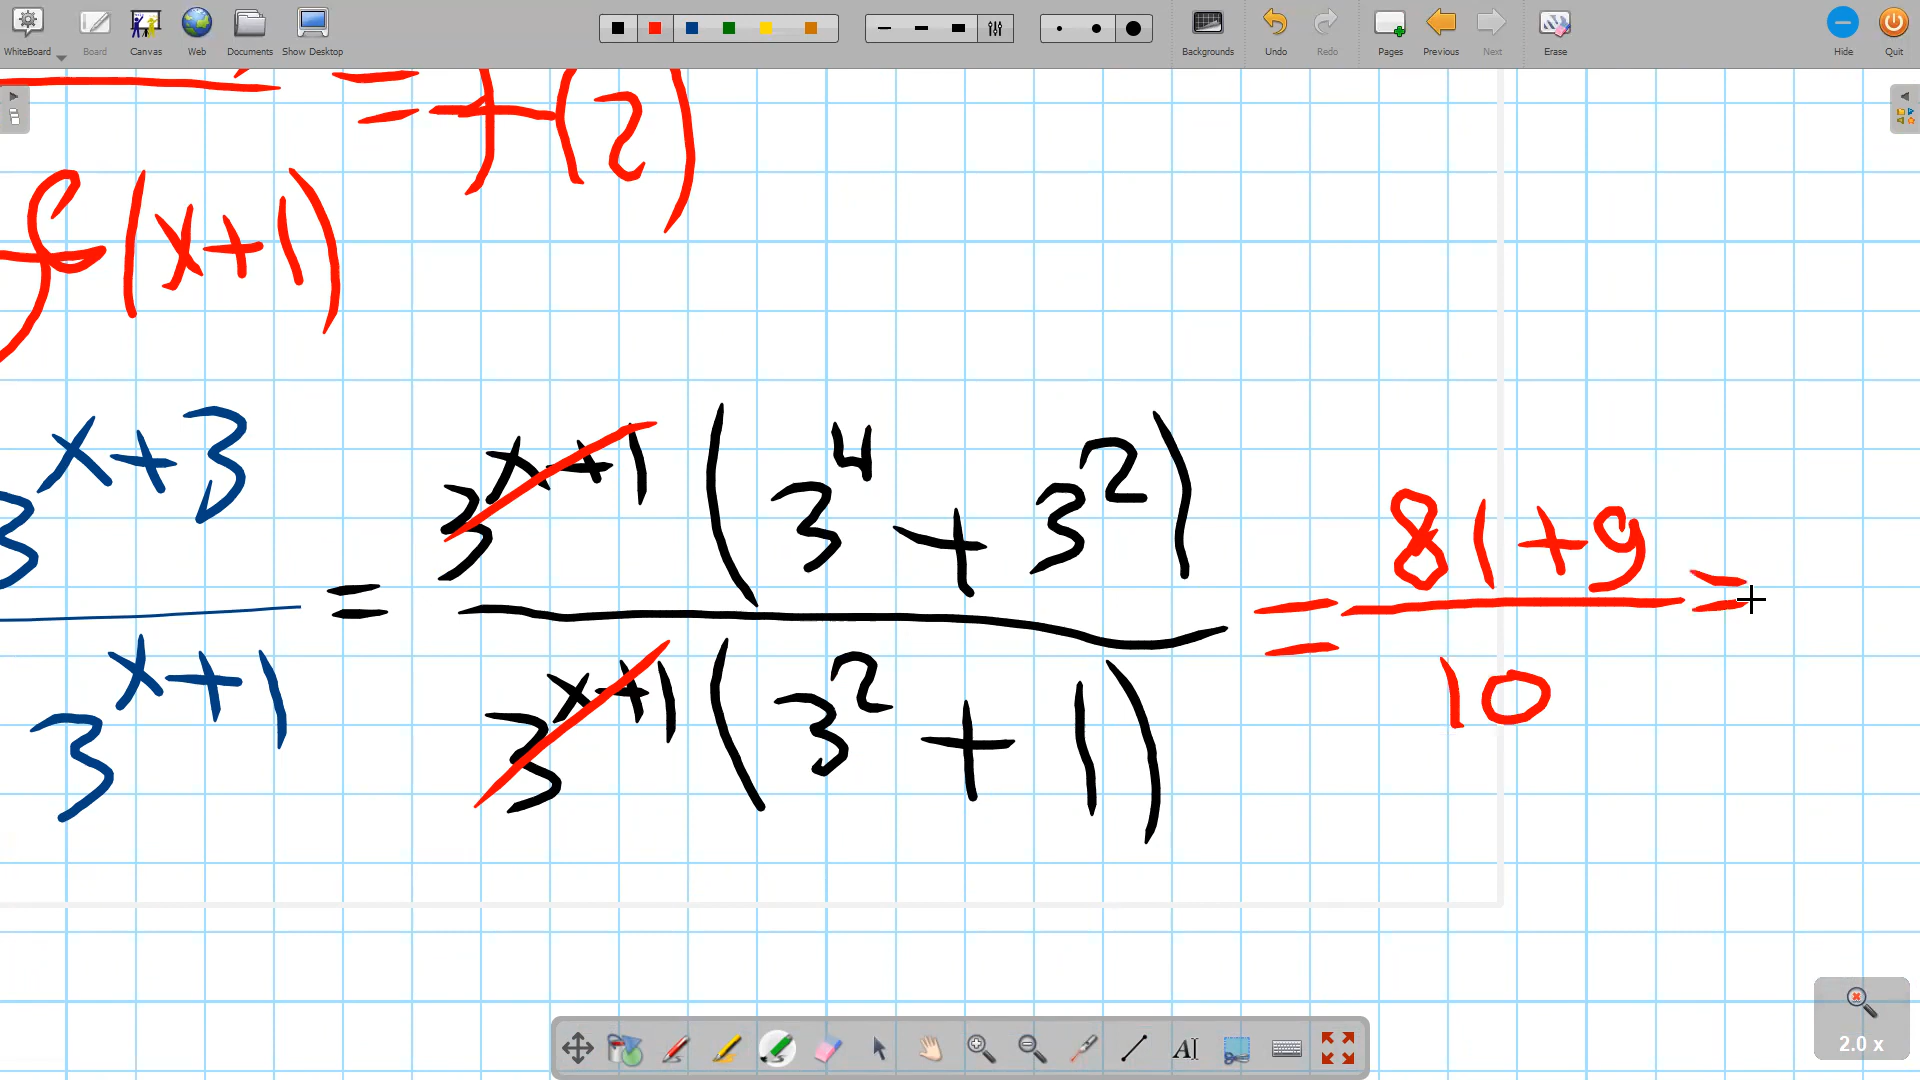 WhiteBoard Board Canvas Web Documents Show Desktop Backgrounds Undo Redo Pages Previous Next Erase Hide Quit
= f(2)
f(x+1)
3^{x+3} / 3^{x+1} = 3^{x+1}(3^4 + 3^2) / 3^{x+1}(3^2 + 1) = 81+9 / 10 =
2.0 x